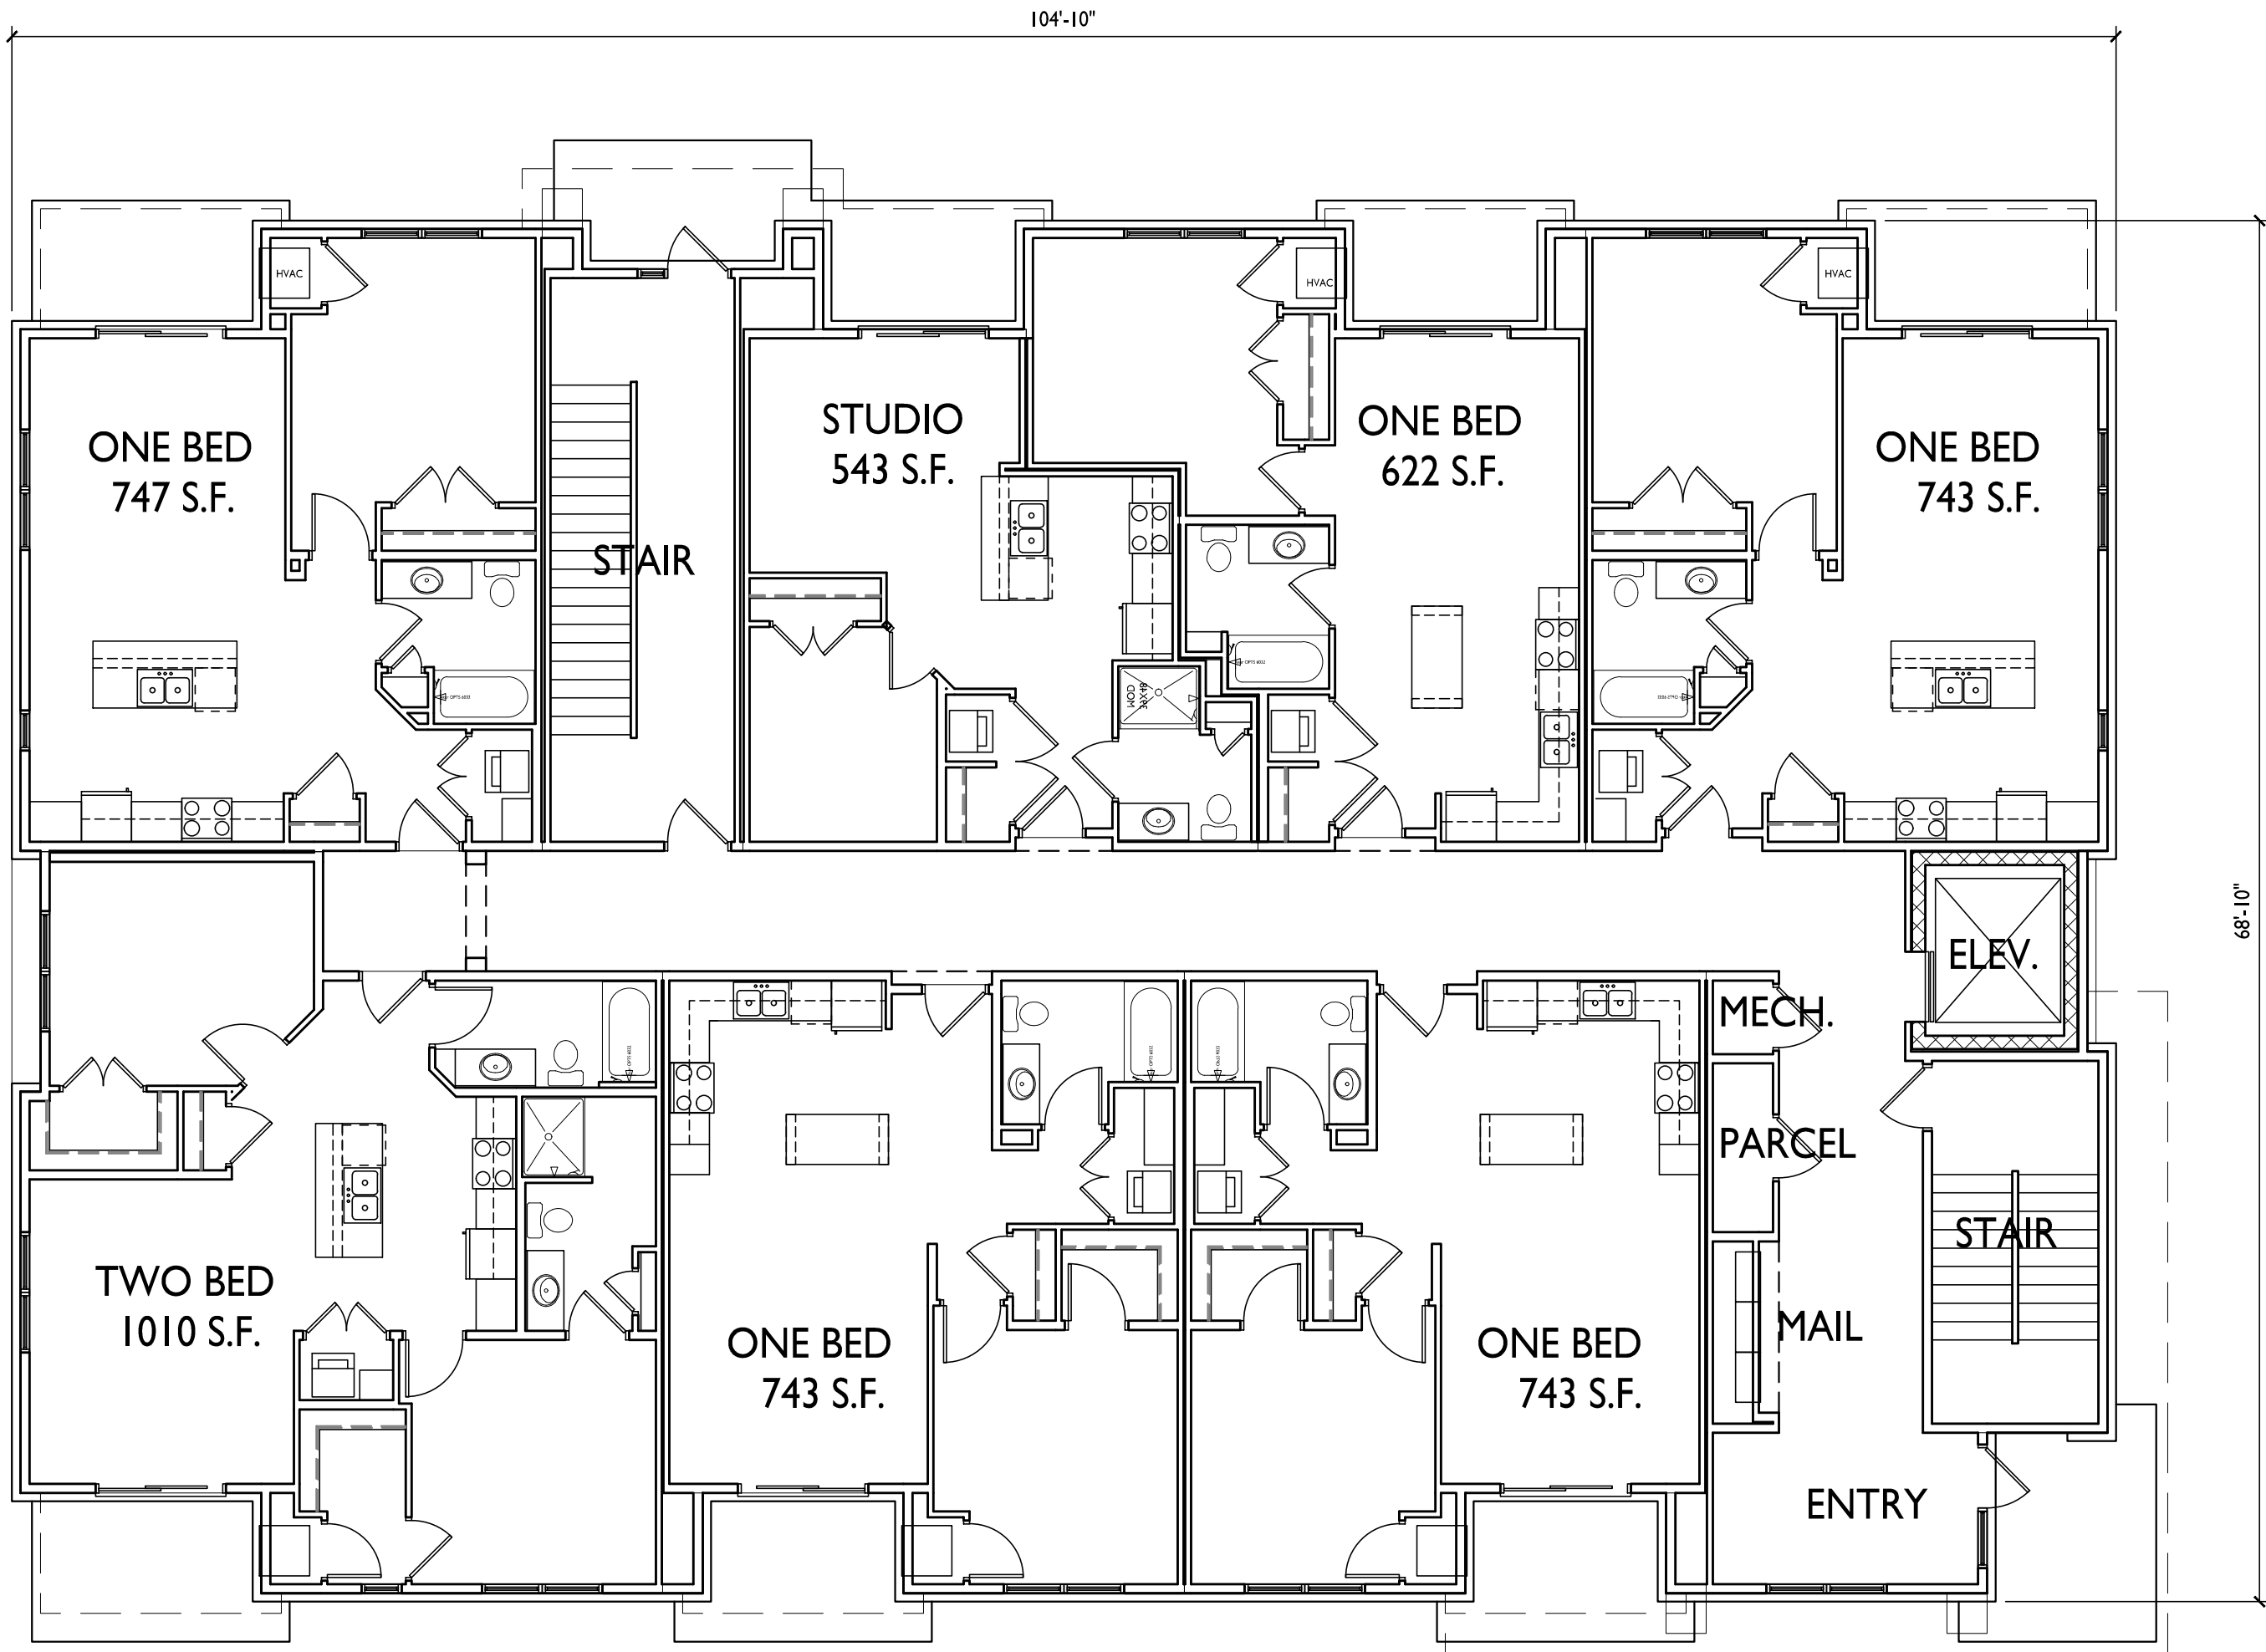 104'-10"
HVAC
HVAC
HVAC
STUDIO
543 S.F.
ONE BED
622 S.F.
ONE BED
747 S.F.
ONE BED
743 S.F.
STAIR
68'-10"
ELEV.
MECH.
PARCEL
STAIR
TWO BED
1010 S.F.
MAIL
ONE BED
743 S.F.
ONE BED
743 S.F.
ENTRY